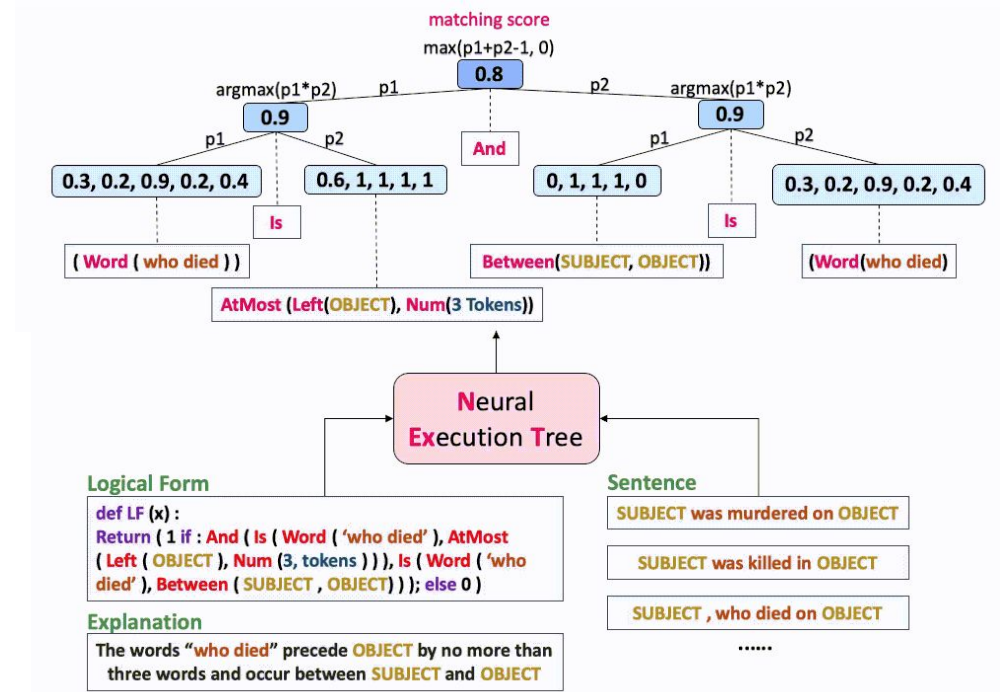 matching score
max(p1+p2-1, 0)
0.8
argmax(p1*p2)
p1
p2
argmax(p1*p2)
0.9
0.9
And
p1
p2
p1
p2
0.3, 0.2, 0.9, 0.2, 0.4
0.6, 1, 1, 1, 1
0, 1, 1, 1, 0
0.3, 0.2, 0.9, 0.2, 0.4
Is
Is
( Word ( who died ) )
Between(SUBJECT, OBJECT))
(Word(who died)
AtMost (Left(OBJECT), Num(3 Tokens))
Neural
Execution Tree
Logical Form
def LF (x) :
Return ( 1 if : And ( Is ( Word ( ‘who died’ ), AtMost
( Left ( OBJECT ), Num (3, tokens ) ) ), Is ( Word ( ‘who
died’ ), Between ( SUBJECT , OBJECT) ) ); else 0 )
Explanation
The words “who died” precede OBJECT by no more than
three words and occur between SUBJECT and OBJECT
Sentence
SUBJECT was murdered on OBJECT
SUBJECT was killed in OBJECT
SUBJECT , who died on OBJECT
......